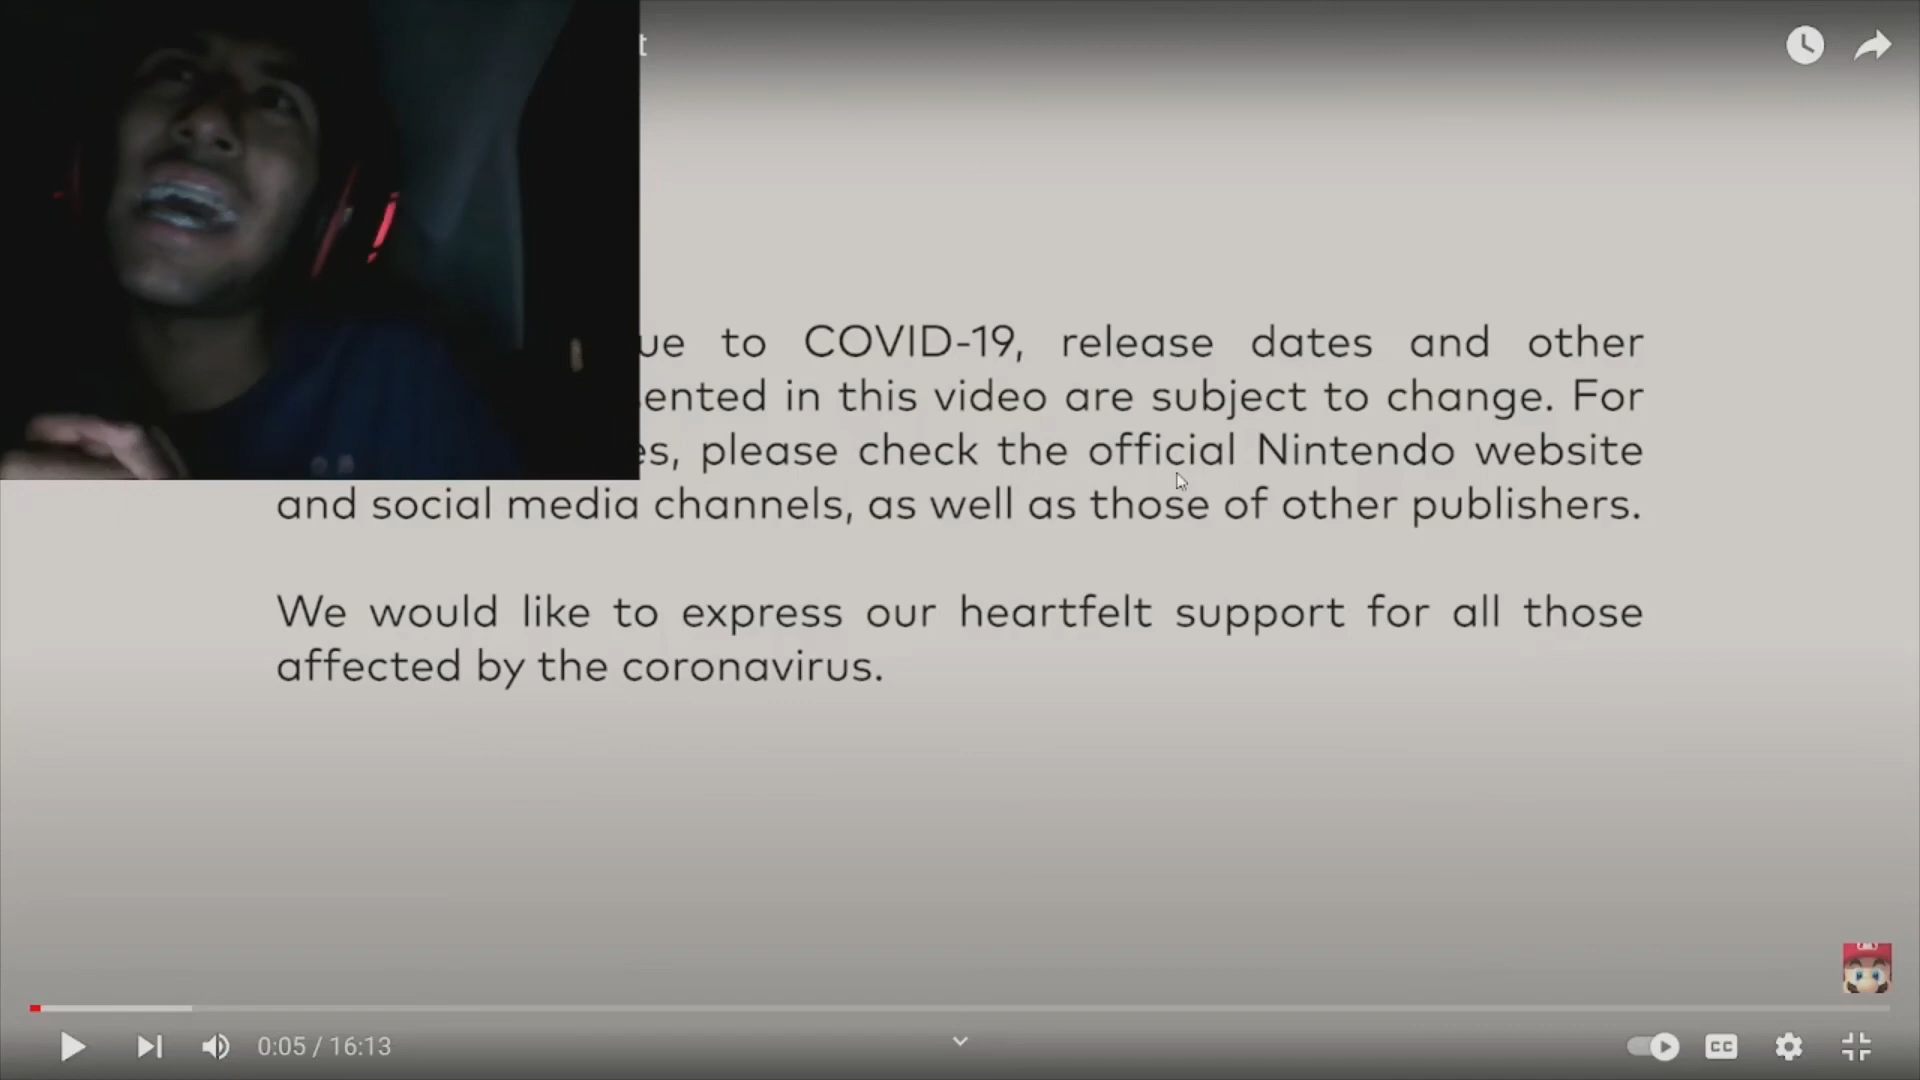 t
ue to COVID-19, release dates and other
ented in this video are subject to change. For
es, please check the official Nintendo website
and social media channels, as well as those of other publishers.
We would like to express our heartfelt support for all those
affected by the coronavirus.
0:05 / 16:13
CC